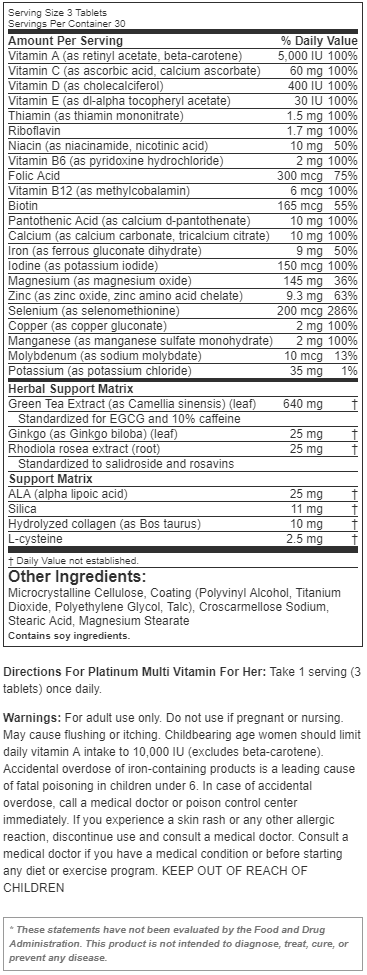 Serving Size 3 Tablets
Servings Per Container 30
Amount Per Serving % Daily Value
Vitamin A (as retinyl acetate, beta-carotene) 5,000 IU 100%
Vitamin C (as ascorbic acid, calcium ascorbate) 60 mg 100%
Vitamin D (as cholecalciferol) 400 IU 100%
Vitamin E (as dl-alpha tocopheryl acetate) 30 IU 100%
Thiamin (as thiamin mononitrate) 1.5 mg 100%
Riboflavin 1.7 mg 100%
Niacin (as niacinamide, nicotinic acid) 10 mg 50%
Vitamin B6 (as pyridoxine hydrochloride) 2 mg 100%
Folic Acid 300 mcg 75%
Vitamin B12 (as methylcobalamin) 6 mcg 100%
Biotin 165 mcg 55%
Pantothenic Acid (as calcium d-pantothenate) 10 mg 100%
Calcium (as calcium carbonate, tricalcium citrate) 10 mg 100%
Iron (as ferrous gluconate dihydrate) 9 mg 50%
Iodine (as potassium iodide) 150 mcg 100%
Magnesium (as magnesium oxide) 145 mg 36%
Zinc (as zinc oxide, zinc amino acid chelate) 9.3 mg 63%
Selenium (as selenomethionine) 200 mcg 286%
Copper (as copper gluconate) 2 mg 100%
Manganese (as manganese sulfate monohydrate) 2 mg 100%
Molybdenum (as sodium molybdate) 10 mcg 13%
Potassium (as potassium chloride) 35 mg 1%
Herbal Support Matrix
Green Tea Extract (as Camellia sinensis) (leaf) 640 mg †
Standardized for EGCG and 10% caffeine
Ginkgo (as Ginkgo biloba) (leaf) 25 mg †
Rhodiola rosea extract (root) 25 mg †
Standardized to salidroside and rosavins
Support Matrix
ALA (alpha lipoic acid) 25 mg †
Silica 11 mg †
Hydrolyzed collagen (as Bos taurus) 10 mg †
L-cysteine 2.5 mg †
† Daily Value not established.
Other Ingredients:
Microcrystalline Cellulose, Coating (Polyvinyl Alcohol, Titanium
Dioxide, Polyethylene Glycol, Talc), Croscarmellose Sodium,
Stearic Acid, Magnesium Stearate
Contains soy ingredients.
Directions For Platinum Multi Vitamin For Her: Take 1 serving (3
tablets) once daily.
Warnings: For adult use only. Do not use if pregnant or nursing.
May cause flushing or itching. Childbearing age women should limit
daily vitamin A intake to 10,000 IU (excludes beta-carotene).
Accidental overdose of iron-containing products is a leading cause
of fatal poisoning in children under 6. In case of accidental
overdose, call a medical doctor or poison control center
immediately. If you experience a skin rash or any other allergic
reaction, discontinue use and consult a medical doctor. Consult a
medical doctor if you have a medical condition or before starting
any diet or exercise program. KEEP OUT OF REACH OF
CHILDREN
* These statements have not been evaluated by the Food and Drug
Administration. This product is not intended to diagnose, treat, cure, or
prevent any disease.